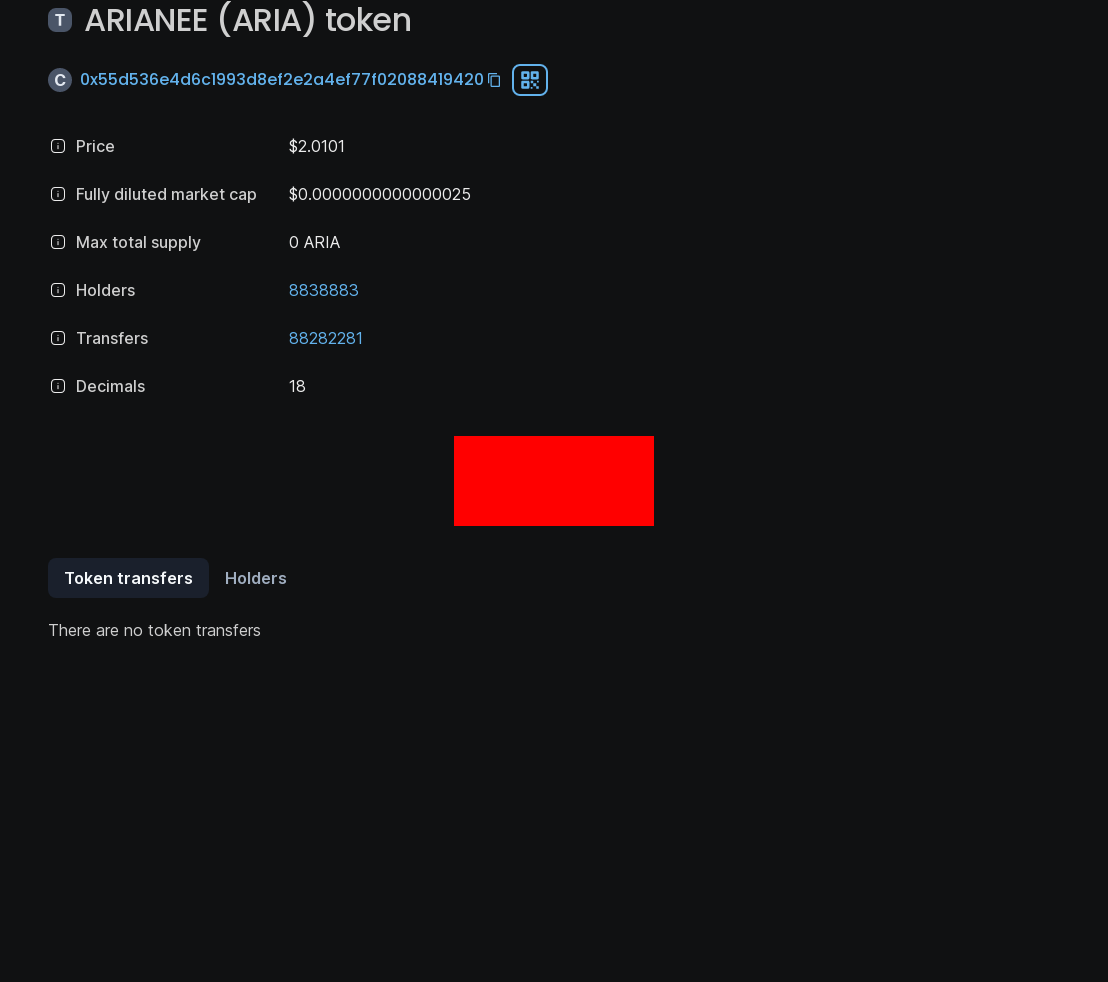 T ARIANEE (ARIA) token
C 0x55d536e4d6c1993d8ef2e2a4ef77f02088419420
Price $2.0101
Fully diluted market cap $0.0000000000000025
Max total supply 0 ARIA
Holders 8838883
Transfers 88282281
Decimals 18
Token transfers Holders
There are no token transfers